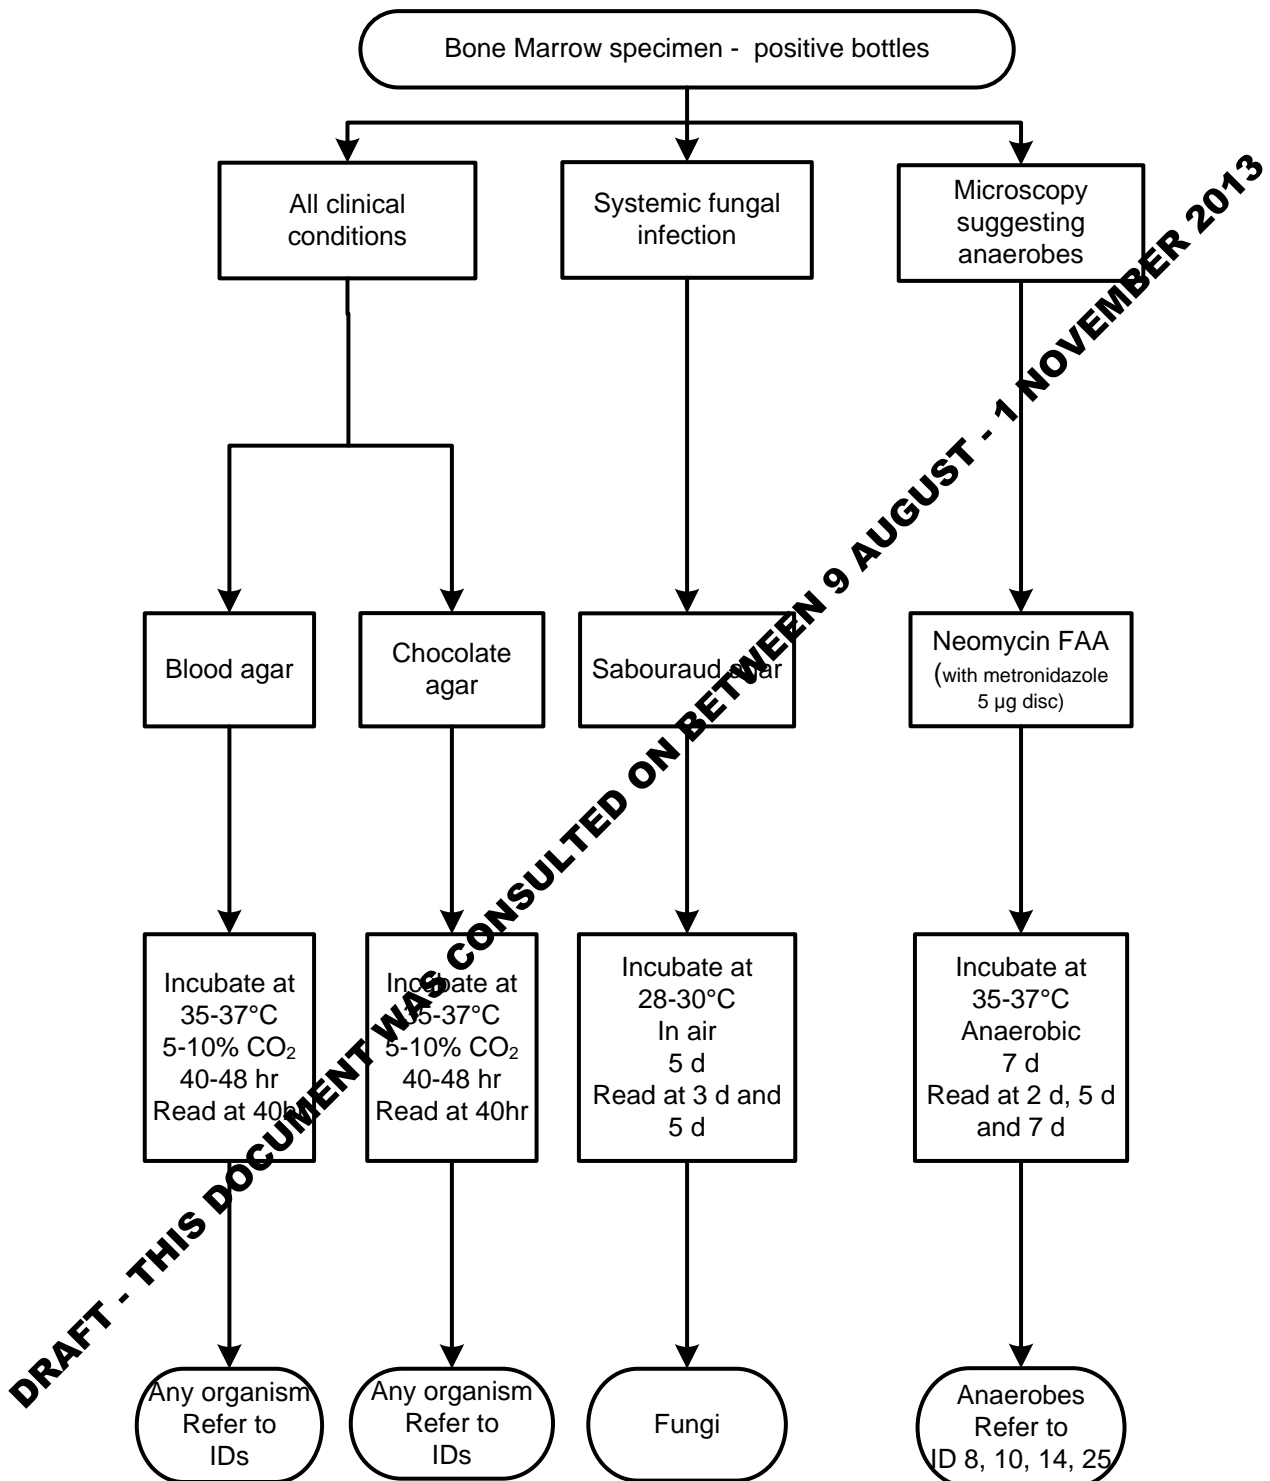 Bone Marrow specimen -  positive bottles
All clinical
conditions
Systemic fungal
infection
Microscopy
suggesting
anaerobes
Blood agar
Chocolate
agar
Sabouraud agar
Neomycin FAA
(with metronidazole
5 µg disc)
Incubate at
35-37°C
5-10% CO₂
40-48 hr
Read at 40hr
Incubate at
35-37°C
5-10% CO₂
40-48 hr
Read at 40hr
Incubate at
28-30°C
In air
5 d
Read at 3 d and
5 d
Incubate at
35-37°C
Anaerobic
7 d
Read at 2 d, 5 d
and 7 d
Any organism
Refer to
IDs
Any organism
Refer to
IDs
Fungi
Anaerobes
Refer to
ID 8, 10, 14, 25
DRAFT - THIS DOCUMENT WAS CONSULTED ON BETWEEN 9 AUGUST - 1 NOVEMBER 2013